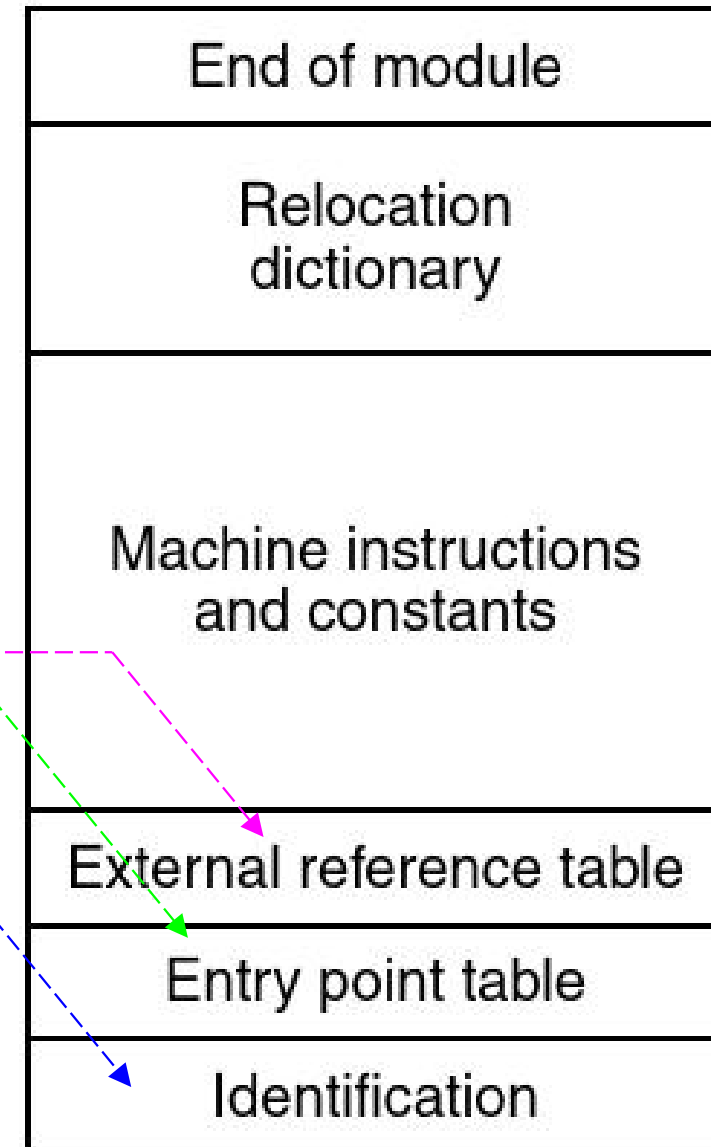 End of module
Relocation
dictionary
Machine instructions
and constants
External reference table
Entry point table
Identification